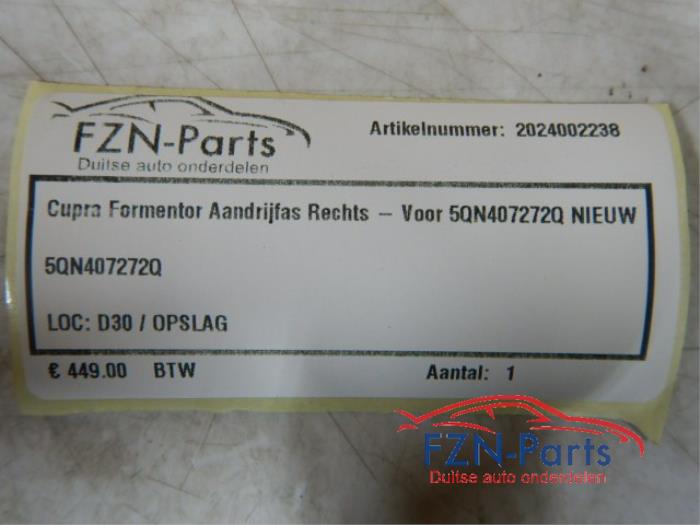 FZN-Parts
Duitse auto onderdelen
Artikelnummer: 2024002238
Cupra Formentor Aandrijfas Rechts – Voor 5QN407272Q NIEUW
5QN407272Q
LOC: D30 / OPSLAG
€ 449.00 BTW
Aantal: 1
FZN-Parts
Duitse auto onderdelen